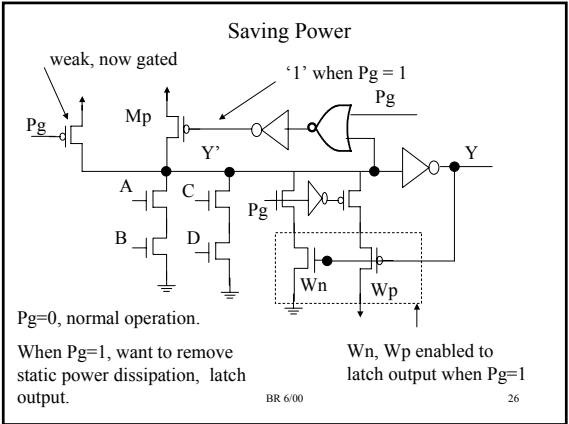 Saving Power
weak, now gated
‘1’ when Pg = 1
Pg
Mp
Pg
Y’
Y
A
C
Pg
B
D
Wn
Wp
Pg=0, normal operation.
When Pg=1, want to remove
static power dissipation, latch
output.
Wn, Wp enabled to
latch output when Pg=1
BR 6/00
26